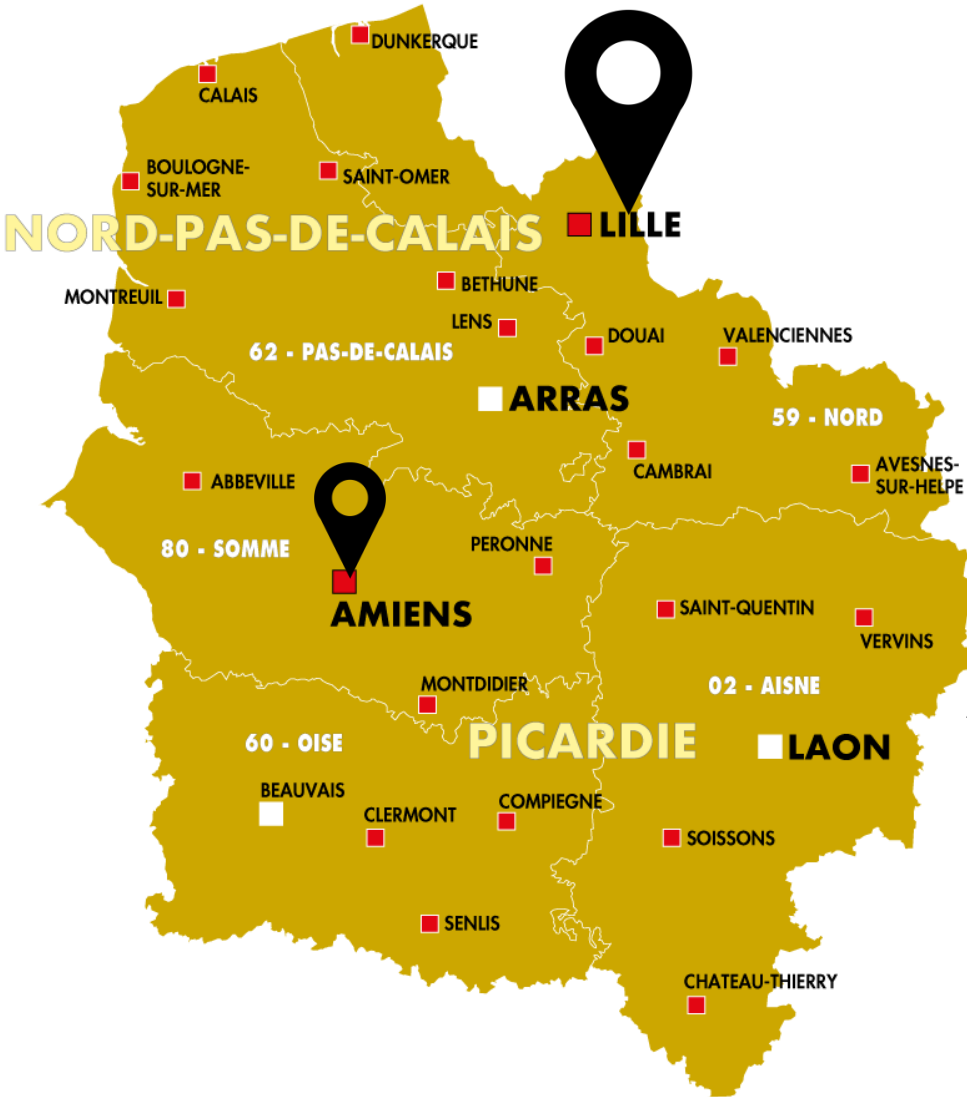 DUNKERQUE
CALAIS
BOULOGNE-
SUR-MER
SAINT-OMER
NORD-PAS-DE-CALAIS
LILLE
BETHUNE
MONTREUIL
LENS
DOUAI
VALENCIENNES
62 - PAS-DE-CALAIS
ARRAS
59 - NORD
CAMBRAI
AVESNES-
SUR-HELPE
ABBEVILLE
80 - SOMME
PERONNE
AMIENS
SAINT-QUENTIN
VERVINS
MONTDIDIER
02 - AISNE
60 - OISE
PICARDIE
LAON
BEAUVAIS
CLERMONT
COMPIEGNE
SOISSONS
SENLIS
CHATEAU-THIERRY